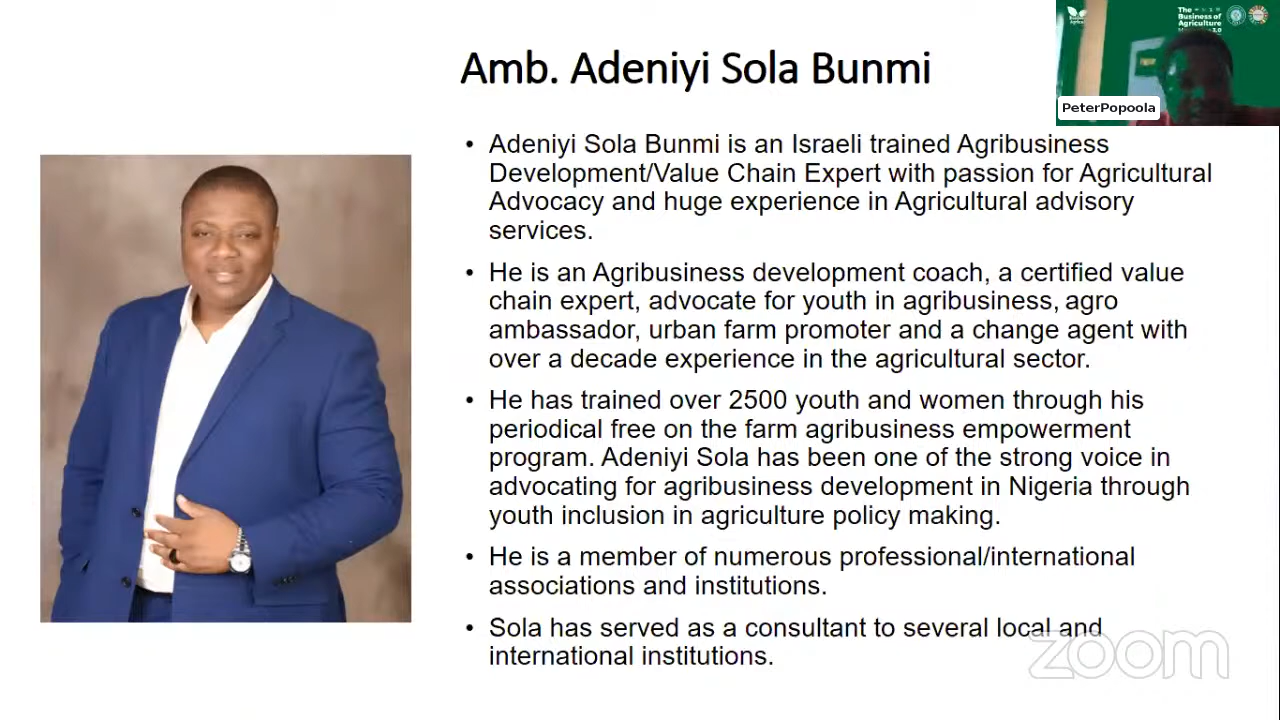 Amb. Adeniyi Sola Bunmi
The
Business of
Agriculture
PeterPopoola
• Adeniyi Sola Bunmi is an Israeli trained Agribusiness
Development/Value Chain Expert with passion for Agricultural
Advocacy and huge experience in Agricultural advisory
services.
• He is an Agribusiness development coach, a certified value
chain expert, advocate for youth in agribusiness, agro
ambassador, urban farm promoter and a change agent with
over a decade experience in the agricultural sector.
• He has trained over 2500 youth and women through his
periodical free on the farm agribusiness empowerment
program. Adeniyi Sola has been one of the strong voice in
advocating for agribusiness development in Nigeria through
youth inclusion in agriculture policy making.
• He is a member of numerous professional/international
associations and institutions.
• Sola has served as a consultant to several local and
international institutions.
zoom